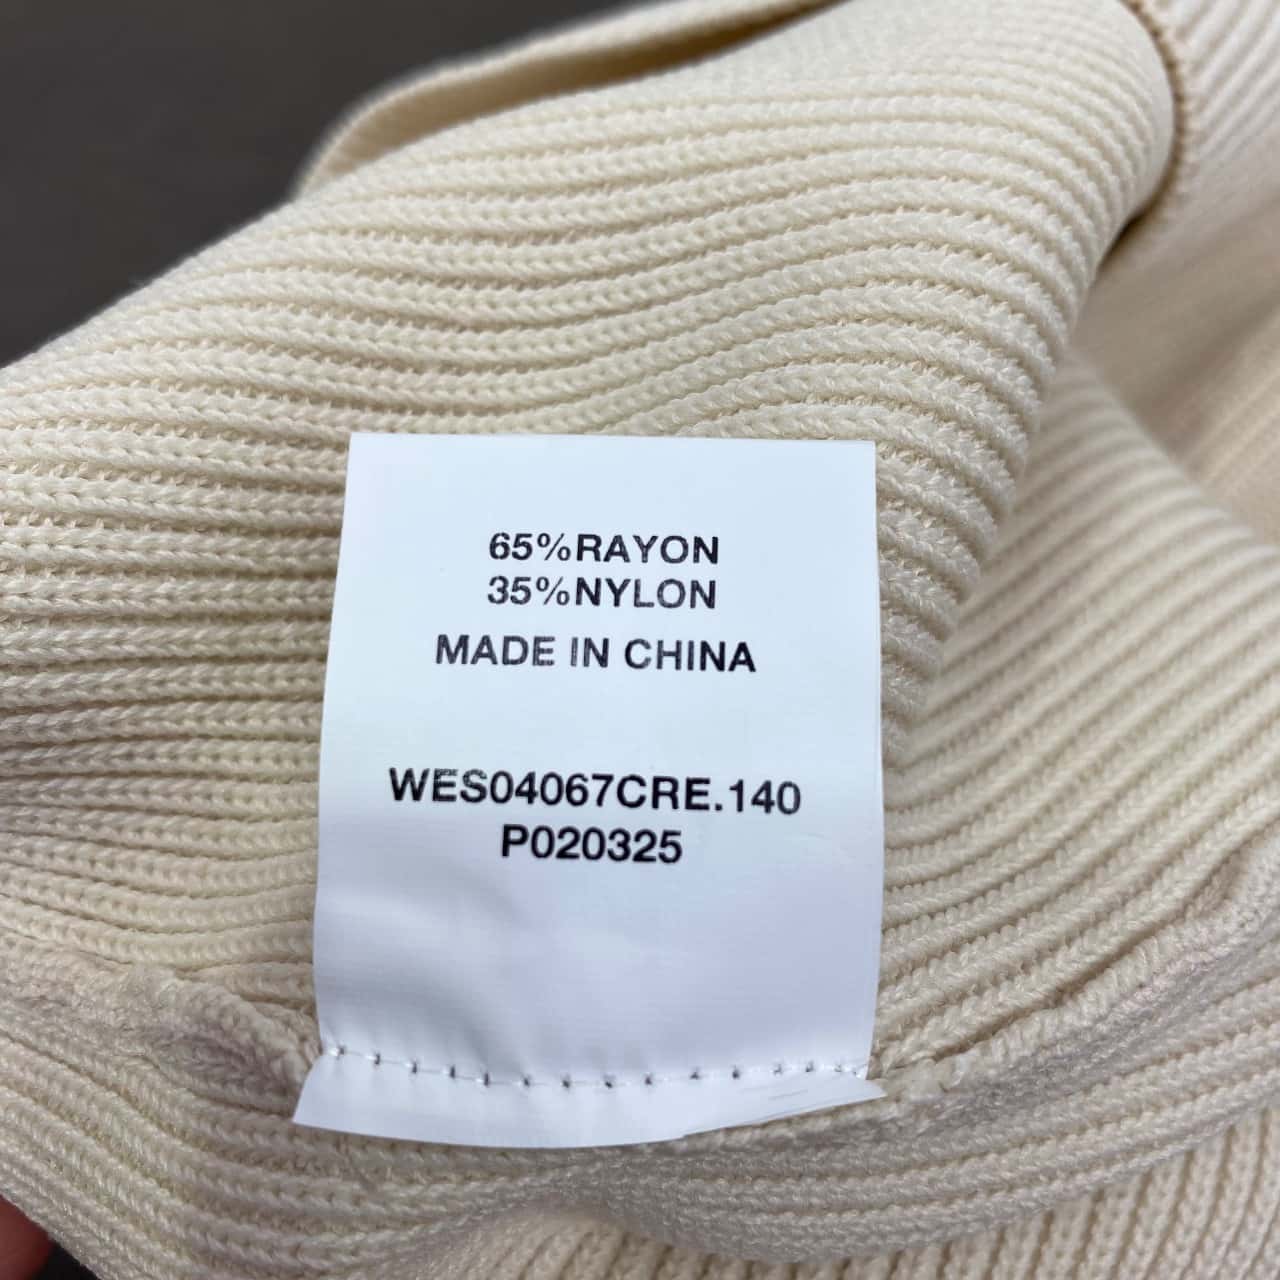 65%RAYON
35%NYLON
MADE IN CHINA
WES04067CRE.140
P020325